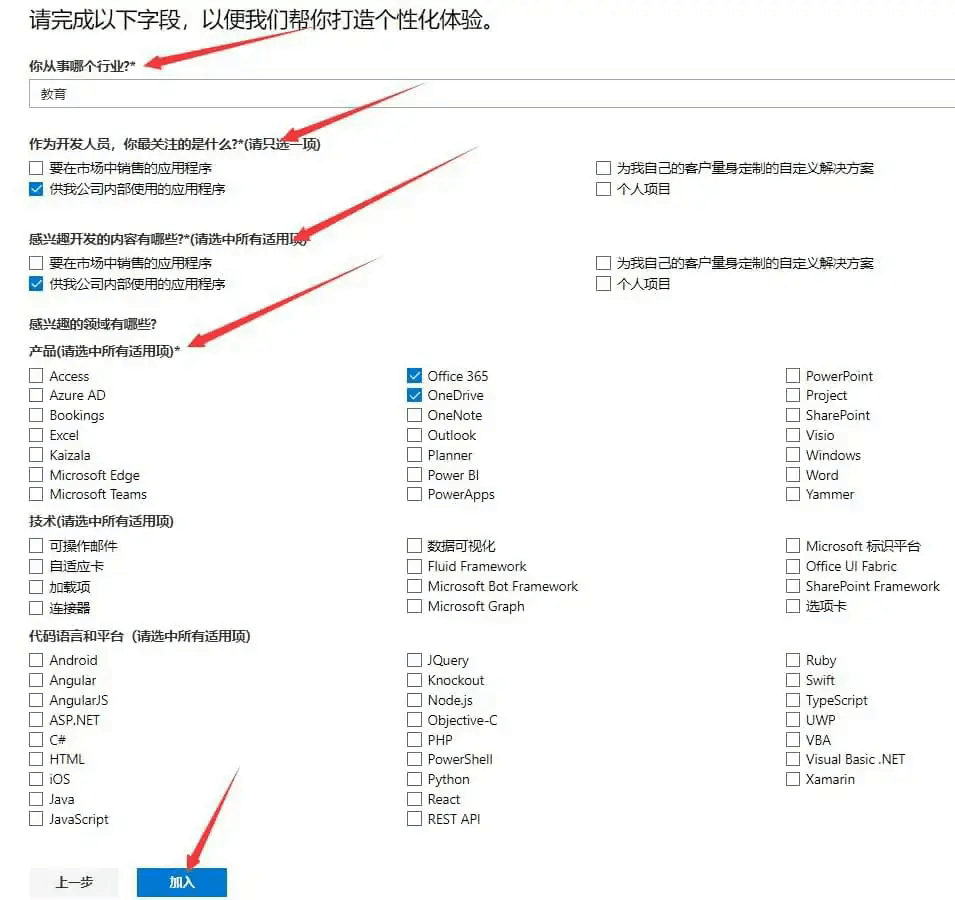 请完成以下字段，以便我们帮你打造个性化体验。
你从事哪个行业?*
教育
作为开发人员，你最关注的是什么?*(请只选一项)
要在市场中销售的应用程序 为我自己的客户量身定制的自定义解决方案
供我公司内部使用的应用程序 个人项目
感兴趣开发的内容有哪些?*(请选中所有适用项)
要在市场中销售的应用程序 为我自己的客户量身定制的自定义解决方案
供我公司内部使用的应用程序 个人项目
感兴趣的领域有哪些?
产品(请选中所有适用项)*
Access Office 365 PowerPoint
Azure AD OneDrive Project
Bookings OneNote SharePoint
Excel Outlook Visio
Kaizala Planner Windows
Microsoft Edge Power BI Word
Microsoft Teams PowerApps Yammer
技术(请选中所有适用项)
可操作邮件 数据可视化 Microsoft 标识平台
自适应卡 Fluid Framework Office UI Fabric
加载项 Microsoft Bot Framework SharePoint Framework
连接器 Microsoft Graph 选项卡
代码语言和平台（请选中所有适用项)
Android JQuery Ruby
Angular Knockout Swift
AngularJS Node.js TypeScript
ASP.NET Objective-C UWP
C# PHP VBA
HTML PowerShell Visual Basic .NET
iOS Python Xamarin
Java React
JavaScript REST API
上一步 加入